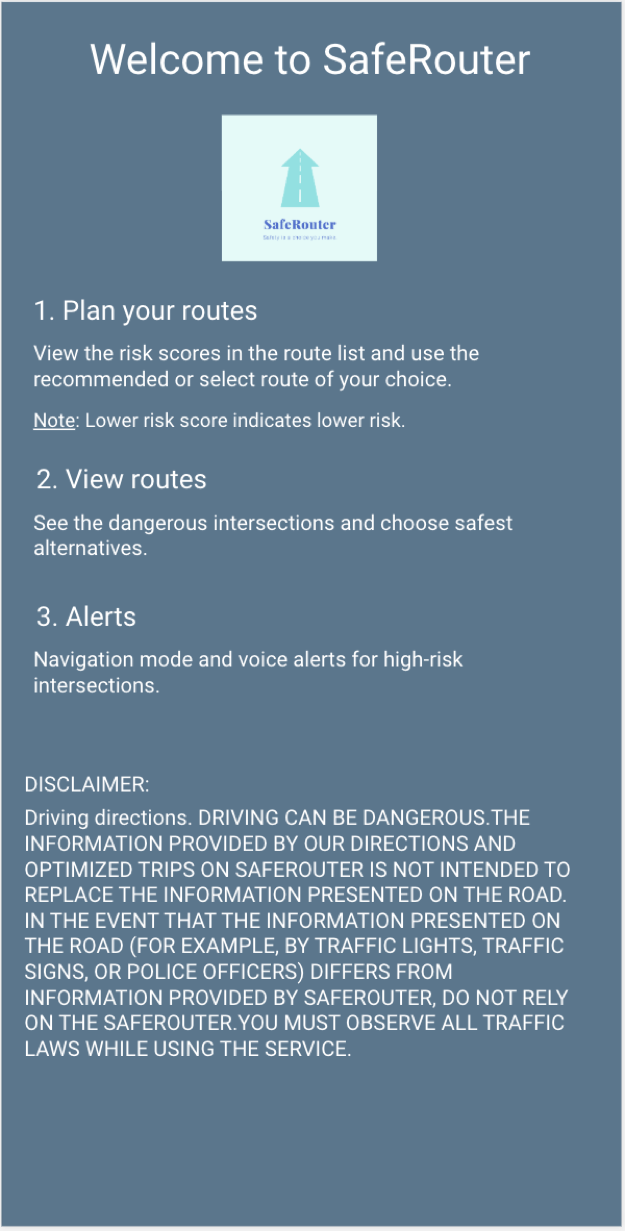 Welcome to SafeRouter
SafeRouter
Safety is a choice you make
1. Plan your routes
View the risk scores in the route list and use the
recommended or select route of your choice.
Note: Lower risk score indicates lower risk.
2. View routes
See the dangerous intersections and choose safest
alternatives.
3. Alerts
Navigation mode and voice alerts for high-risk
intersections.
DISCLAIMER:
Driving directions. DRIVING CAN BE DANGEROUS.THE
INFORMATION PROVIDED BY OUR DIRECTIONS AND
OPTIMIZED TRIPS ON SAFEROUTER IS NOT INTENDED TO
REPLACE THE INFORMATION PRESENTED ON THE ROAD.
IN THE EVENT THAT THE INFORMATION PRESENTED ON
THE ROAD (FOR EXAMPLE, BY TRAFFIC LIGHTS, TRAFFIC
SIGNS, OR POLICE OFFICERS) DIFFERS FROM
INFORMATION PROVIDED BY SAFEROUTER, DO NOT RELY
ON THE SAFEROUTER.YOU MUST OBSERVE ALL TRAFFIC
LAWS WHILE USING THE SERVICE.